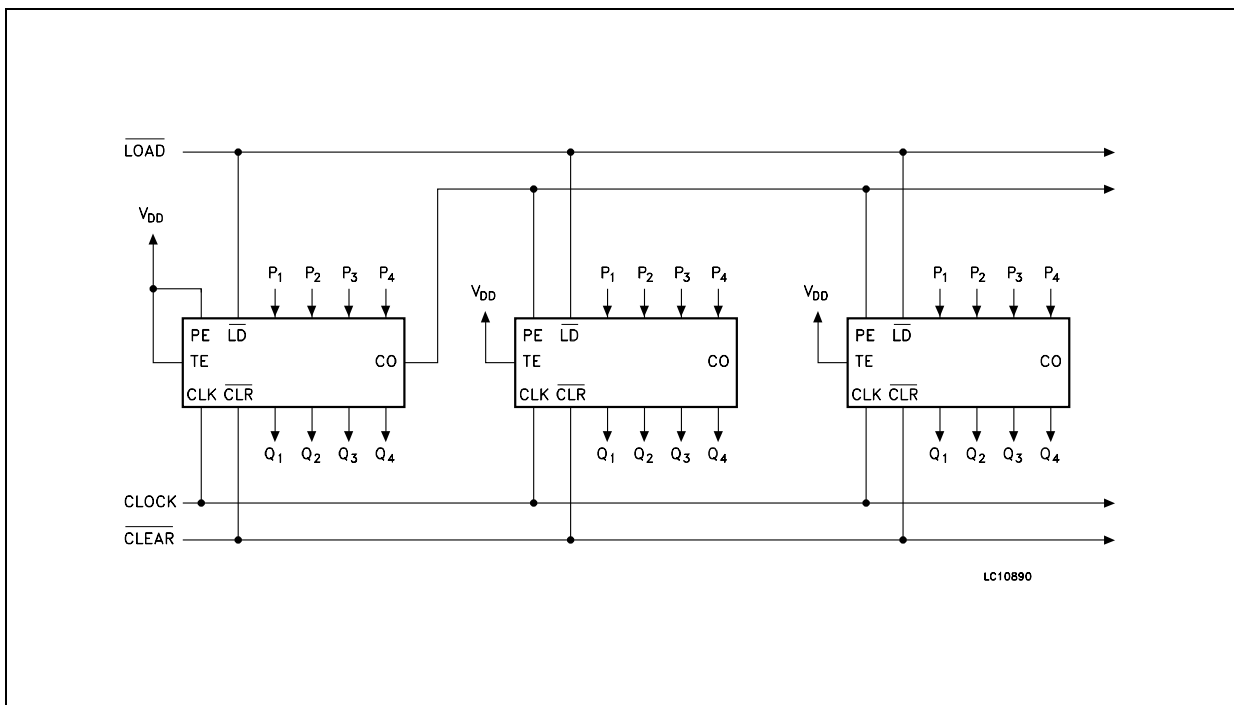 LOAD
VDD
P1 P2 P3 P4
VDD
P1 P2 P3 P4
VDD
P1 P2 P3 P4
PE LD
TE CO
CLK CLR
PE LD
TE CO
CLK CLR
PE LD
TE CO
CLK CLR
Q1 Q2 Q3 Q4
Q1 Q2 Q3 Q4
Q1 Q2 Q3 Q4
CLOCK
CLEAR
LC10890